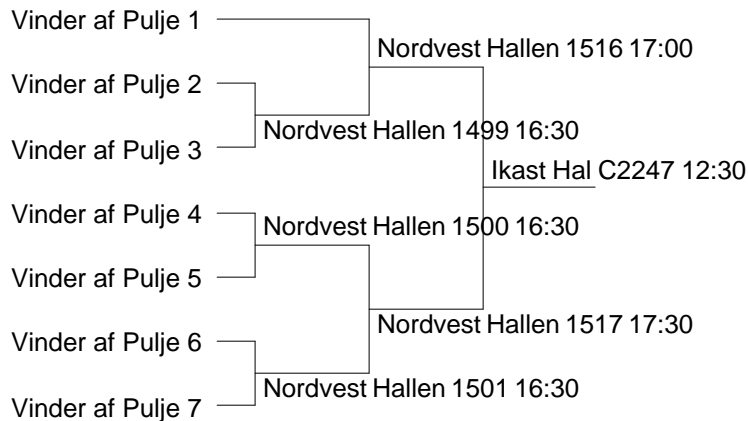 Vinder af Pulje 1
Nordvest Hallen 1516 17:00
Vinder af Pulje 2
Nordvest Hallen 1499 16:30
Vinder af Pulje 3
Ikast Hal C2247 12:30
Vinder af Pulje 4
Nordvest Hallen 1500 16:30
Vinder af Pulje 5
Nordvest Hallen 1517 17:30
Vinder af Pulje 6
Nordvest Hallen 1501 16:30
Vinder af Pulje 7